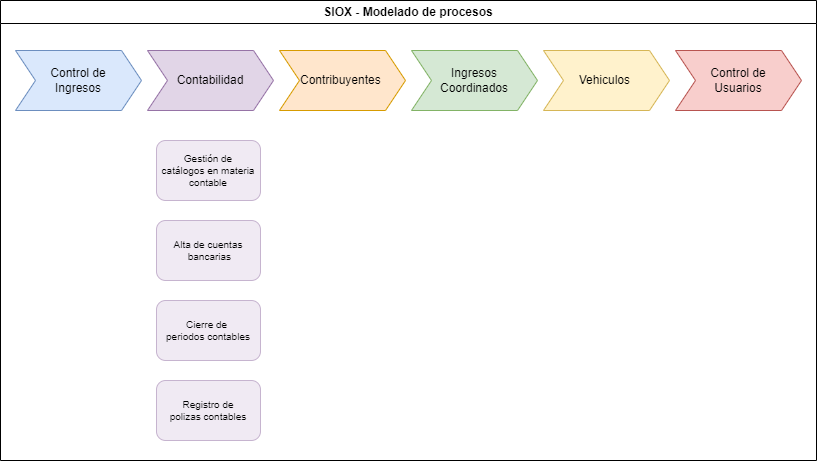 SIOX - Modelado de procesos
Control de
Ingresos
Contabilidad
Contribuyentes
Ingresos
Coordinados
Vehiculos
Control de
Usuarios
Gestión de
catálogos en materia
contable
Alta de cuentas
bancarias
Cierre de
periodos contables
Registro de
polizas contables